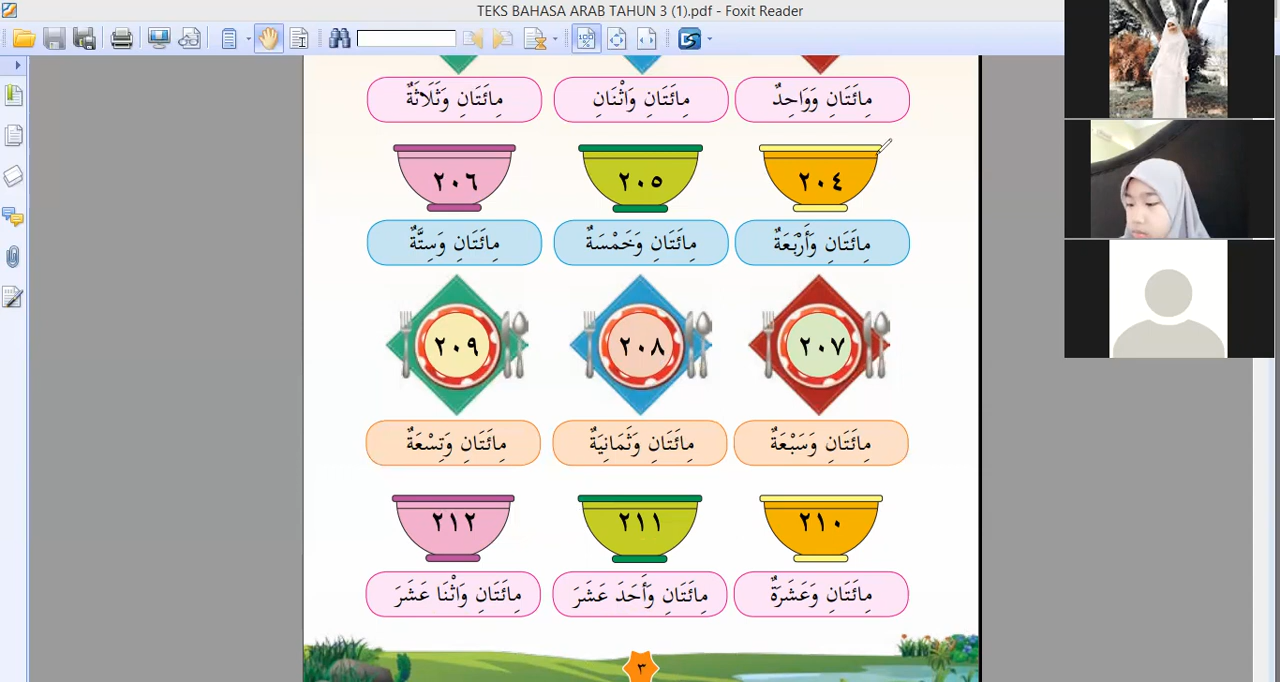 TEKS BAHASA ARAB TAHUN 3 (1).pdf - Foxit Reader
مِائَتَانِ وَوَاحِدٌ مِائَتَانِ وَاثْنَانِ مِائَتَانِ وَثَلَاثَةٌ
٢٠٤ ٢٠٥ ٢٠٦
مِائَتَانِ وَأَرْبَعَةٌ مِائَتَانِ وَخَمْسَةٌ مِائَتَانِ وَسِتَّةٌ
٢٠٧ ٢٠٨ ٢٠٩
مِائَتَانِ وَسَبْعَةٌ مِائَتَانِ وَثَمَانِيَةٌ مِائَتَانِ وَتِسْعَةٌ
٢١٠ ٢١١ ٢١٢
مِائَتَانِ وَعَشَرَةٌ مِائَتَانِ وَأَحَدَ عَشَرَ مِائَتَانِ وَاثْنَا عَشَرَ
٣